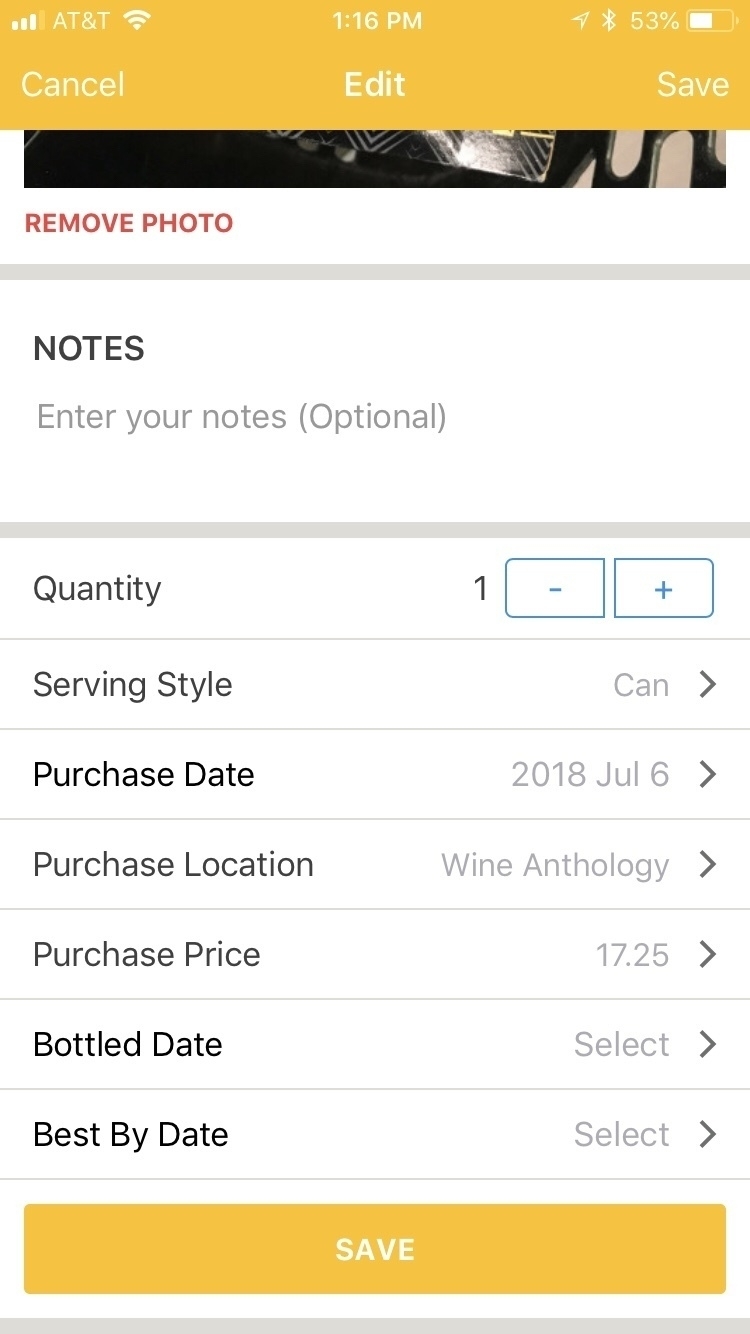 AT&T 1:16 PM 53%
Cancel Edit Save
REMOVE PHOTO
NOTES
Enter your notes (Optional)
Quantity 1 - +
Serving Style Can
Purchase Date 2018 Jul 6
Purchase Location Wine Anthology
Purchase Price 17.25
Bottled Date Select
Best By Date Select
SAVE